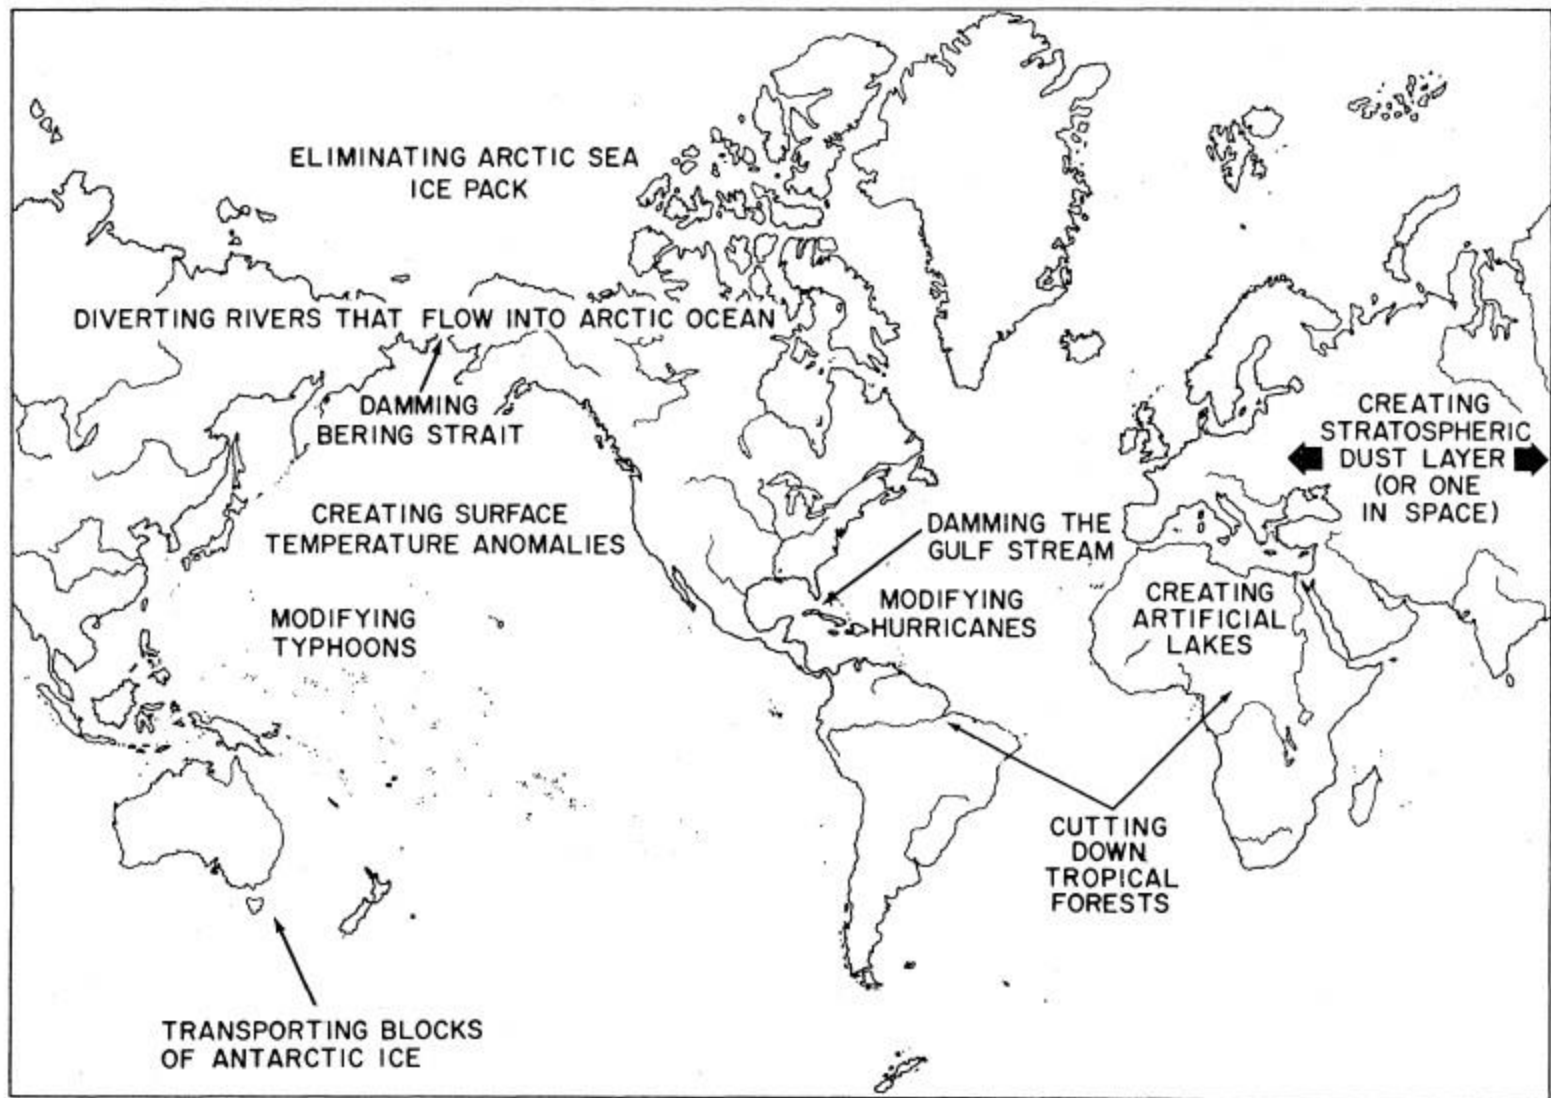 ELIMINATING ARCTIC SEA
ICE PACK
DIVERTING RIVERS THAT FLOW INTO ARCTIC OCEAN
DAMMING
BERING STRAIT
CREATING
STRATOSPHERIC
DUST LAYER
(OR ONE
IN SPACE)
CREATING SURFACE
TEMPERATURE ANOMALIES
DAMMING THE
GULF STREAM
MODIFYING
TYPHOONS
MODIFYING
HURRICANES
CREATING
ARTIFICIAL
LAKES
CUTTING
DOWN
TROPICAL
FORESTS
TRANSPORTING BLOCKS
OF ANTARCTIC ICE